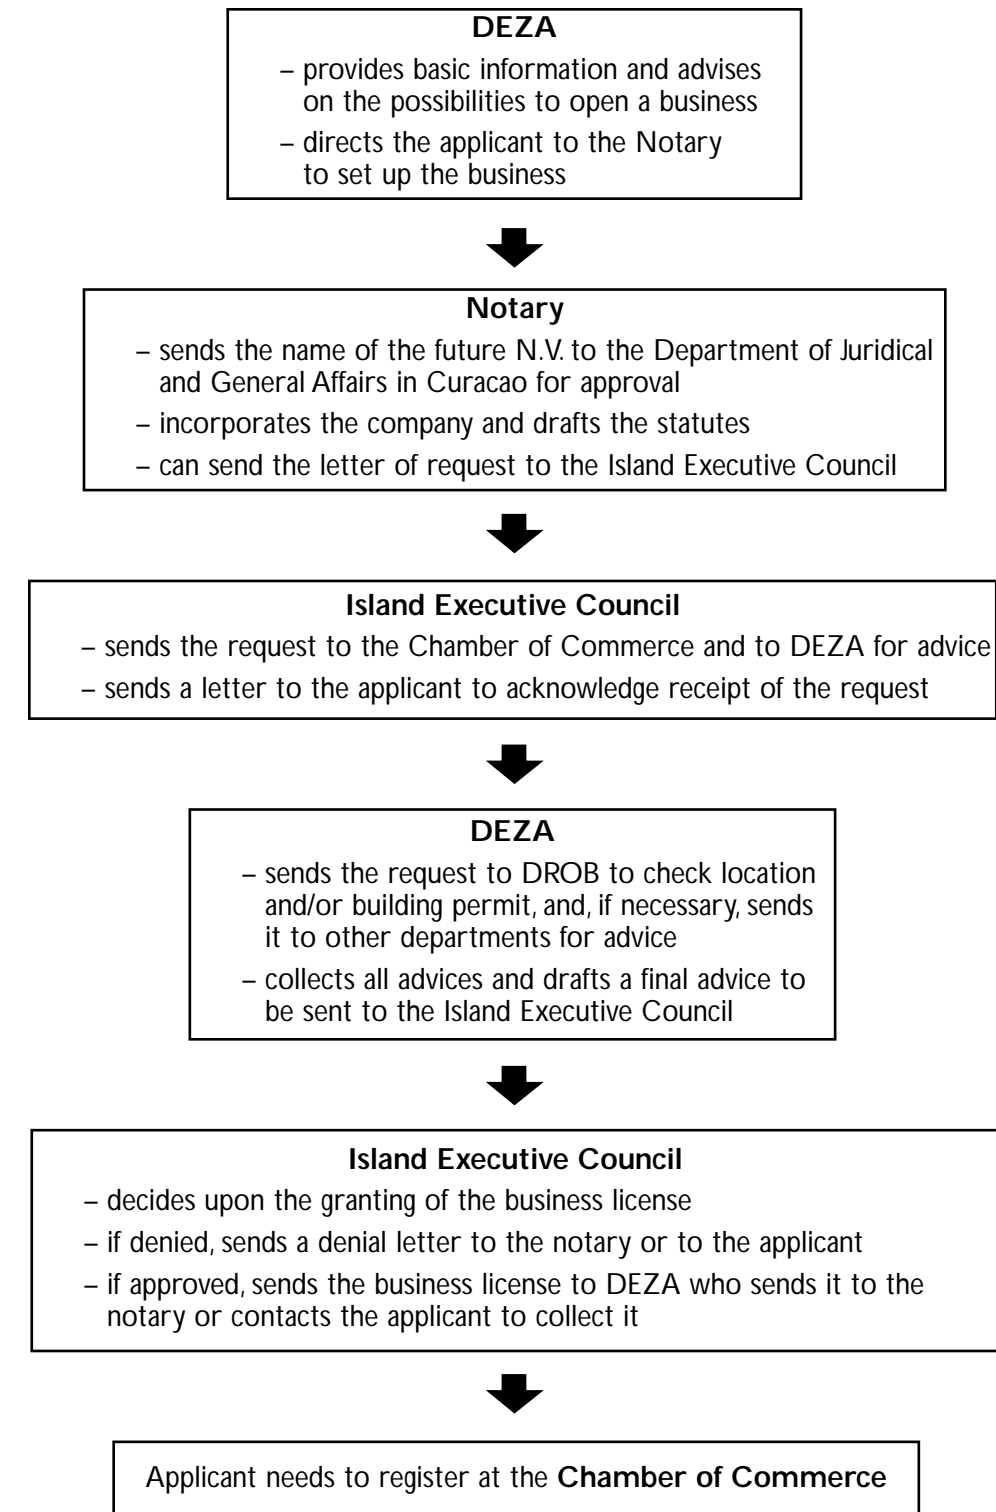 DEZA
– provides basic information and advises
on the possibilities to open a business
– directs the applicant to the Notary
to set up the business
Notary
– sends the name of the future N.V. to the Department of Juridical
and General Affairs in Curacao for approval
– incorporates the company and drafts the statutes
– can send the letter of request to the Island Executive Council
Island Executive Council
– sends the request to the Chamber of Commerce and to DEZA for advice
– sends a letter to the applicant to acknowledge receipt of the request
DEZA
– sends the request to DROB to check location
and/or building permit, and, if necessary, sends
it to other departments for advice
– collects all advices and drafts a final advice to
be sent to the Island Executive Council
Island Executive Council
– decides upon the granting of the business license
– if denied, sends a denial letter to the notary or to the applicant
– if approved, sends the business license to DEZA who sends it to the
notary or contacts the applicant to collect it
Applicant needs to register at the Chamber of Commerce